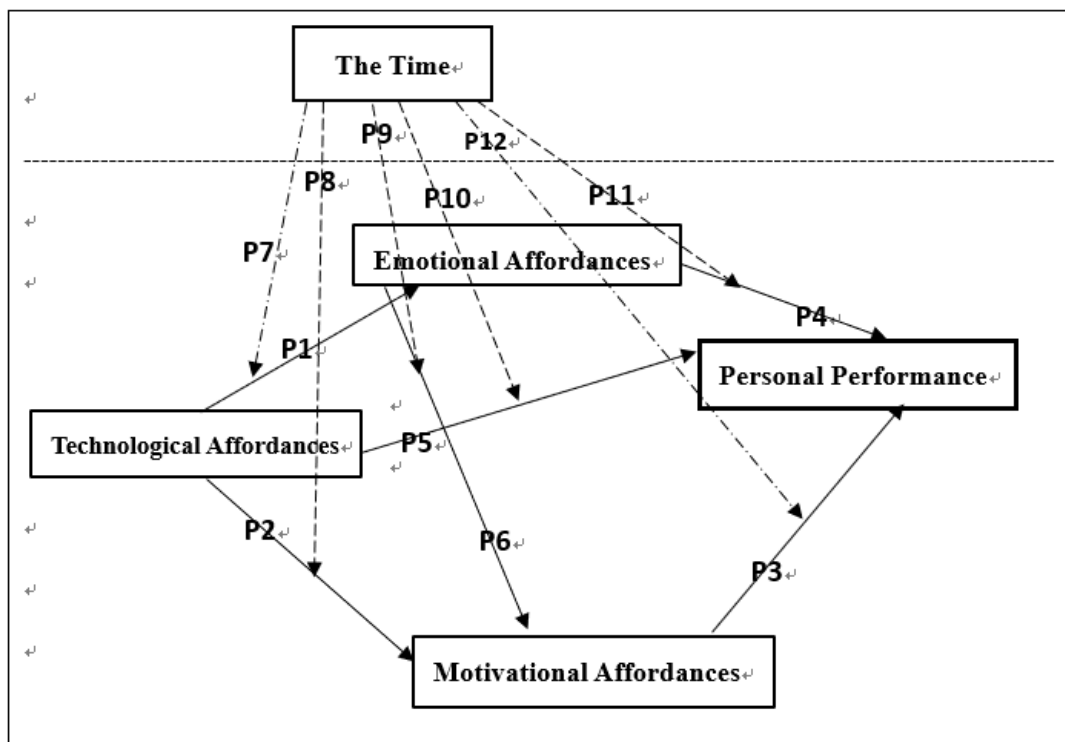 The Time
P9
P12
P8
P10
P11
P7
Emotional Affordances
P4
P1
Personal Performance
Technological Affordances
P5
P2
P6
P3
Motivational Affordances